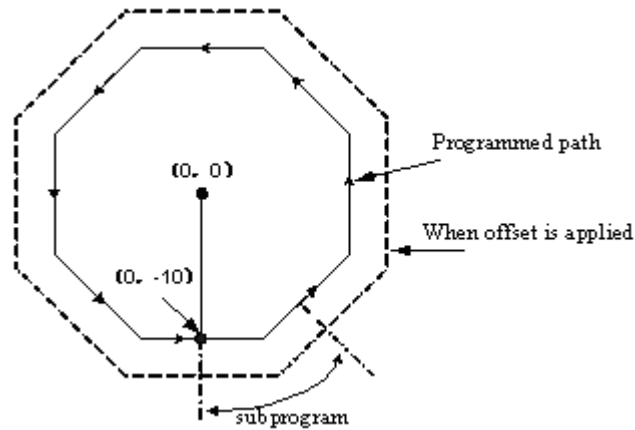 Programmed path
(0, 0)
When offset is applied
(0, -10)
subprogram